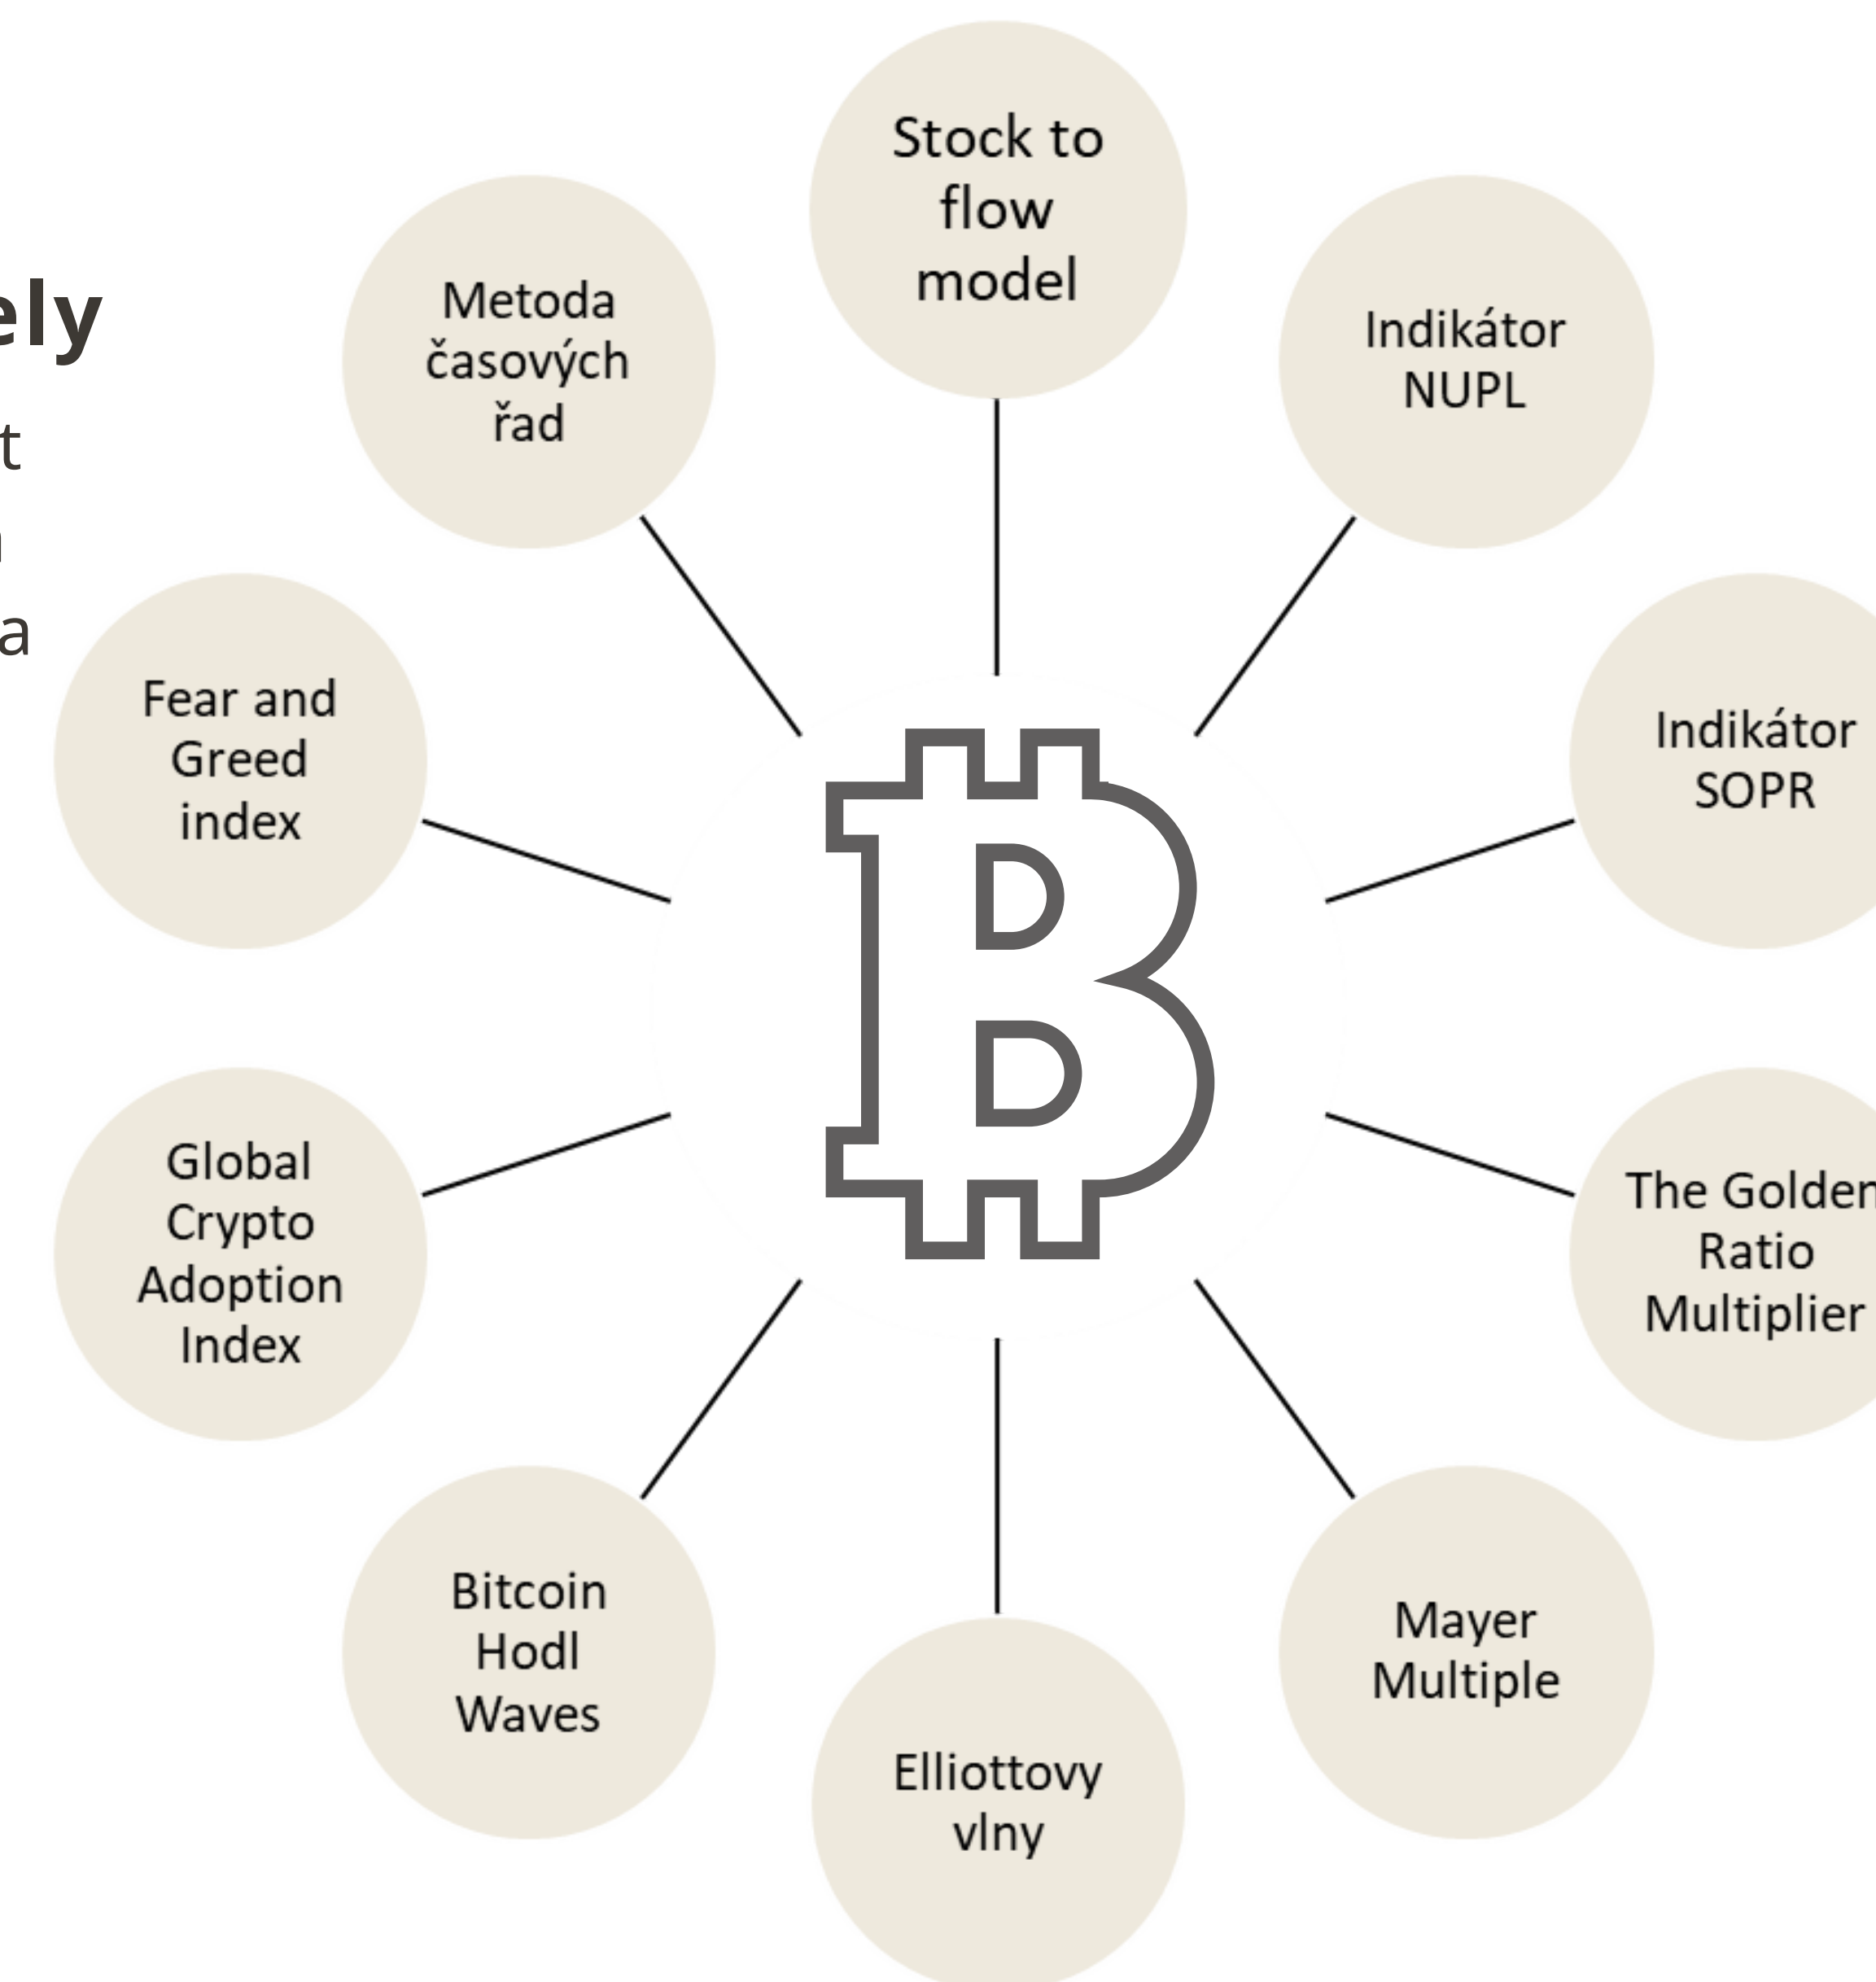 ely
t
a
Stock to
flow
model
Indikátor
NUPL
Indikátor
SOPR
The Golden
Ratio
Multiplier
Mayer
Multiple
Elliottovy
vlny
Bitcoin
Hodl
Waves
Global
Crypto
Adoption
Index
Fear and
Greed
index
Metoda
časových
řad